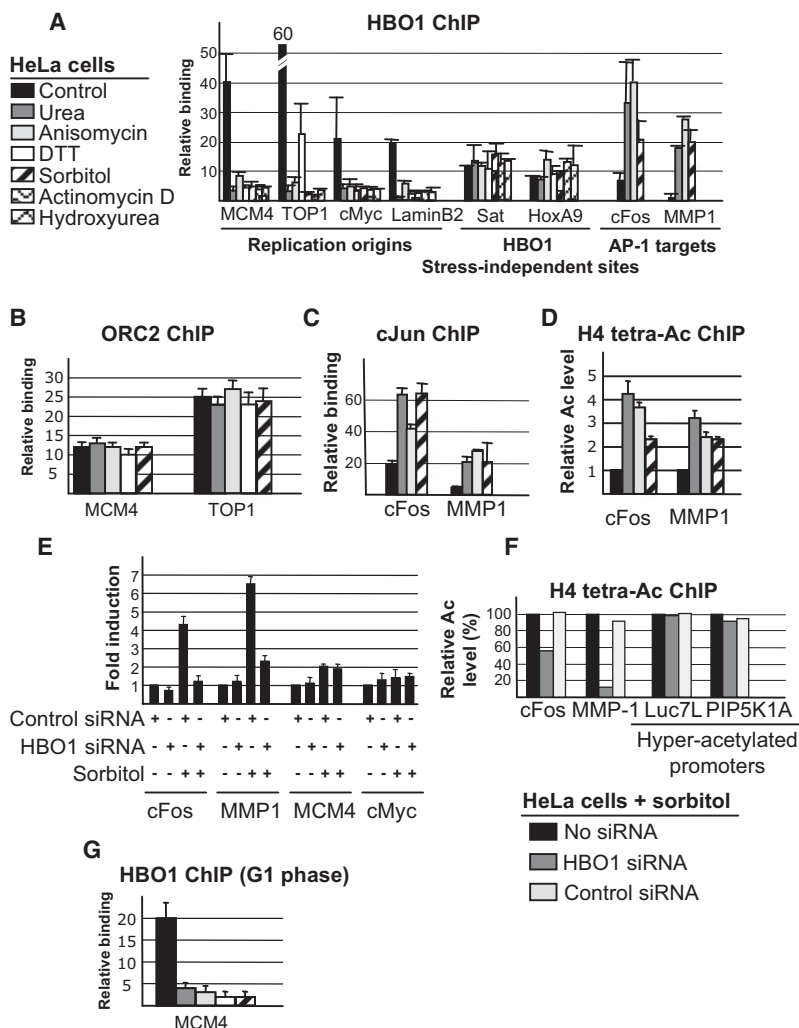 A
HBO1 ChIP
HeLa cells
Control
Urea
Anisomycin
DTT
Sorbitol
Actinomycin D
Hydroxyurea
Relative binding
60
50
40
30
20
10
MCM4 TOP1 cMyc LaminB2 Sat HoxA9 cFos MMP1
Replication origins
HBO1
Stress-independent sites
AP-1 targets
B
ORC2 ChIP
Relative binding
30
25
20
15
10
5
MCM4 TOP1
C
cJun ChIP
Relative binding
60
40
20
cFos MMP1
D
H4 tetra-Ac ChIP
Relative Ac level
5
4
3
2
1
cFos MMP1
E
Fold induction
7
6
5
4
3
2
1
Control siRNA + - + - + - + - + - + - + - + -
HBO1 siRNA - + - + - + - + - + - + - + - +
Sorbitol - - + + - - + + - - + + - - + +
cFos MMP1 MCM4 cMyc
F
H4 tetra-Ac ChIP
Relative Ac
level (%)
100
80
60
40
20
cFos MMP-1 Luc7L PIP5K1A
Hyper-acetylated
promoters
HeLa cells + sorbitol
No siRNA
HBO1 siRNA
Control siRNA
G
HBO1 ChIP (G1 phase)
Relative binding
20
15
10
5
MCM4